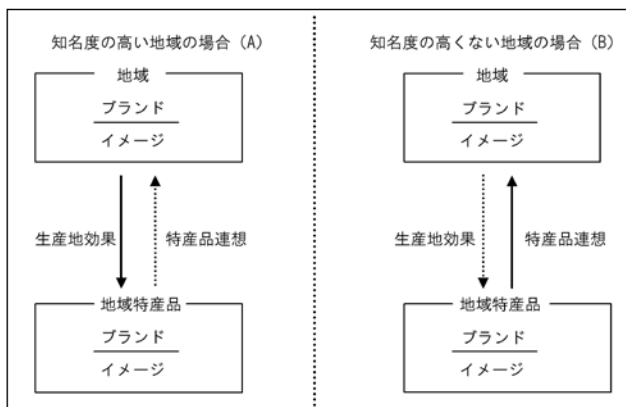 知名度の高い地域の場合（A）
地域
ブランド
イメージ
生産地効果
特産品連想
地域特産品
ブランド
イメージ
知名度の高くない地域の場合（B）
地域
ブランド
イメージ
生産地効果
特産品連想
地域特産品
ブランド
イメージ